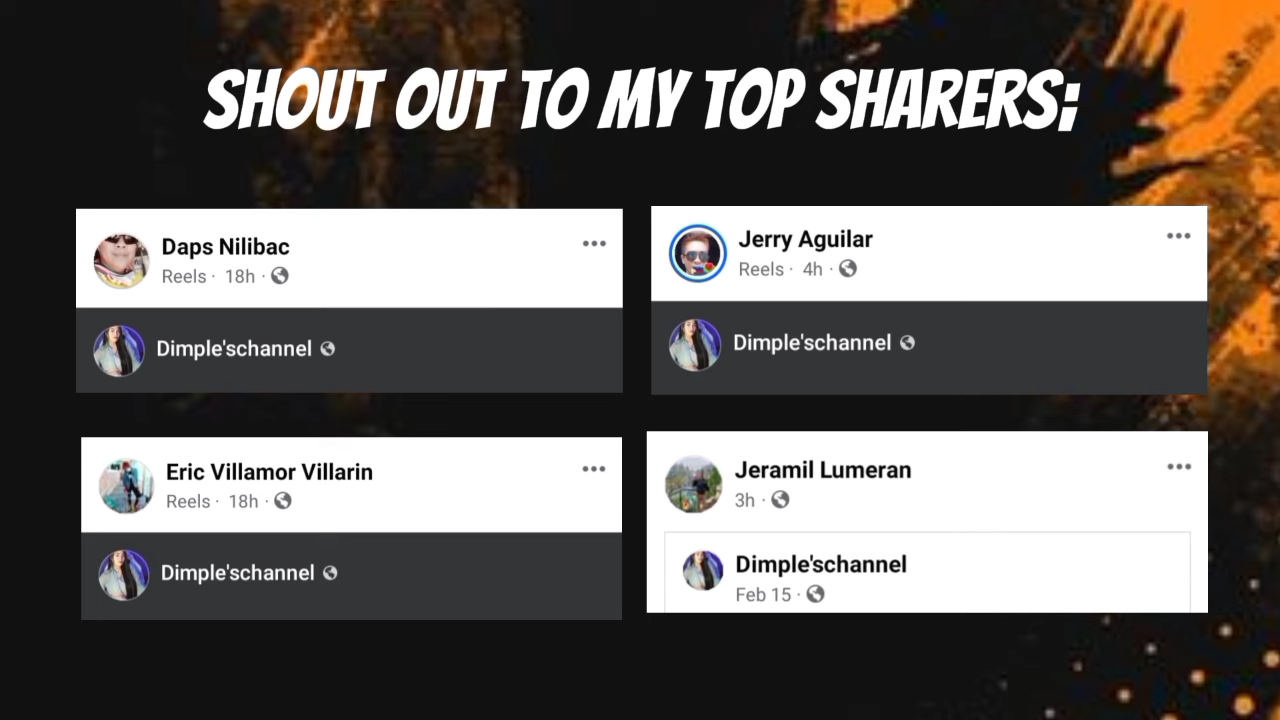 SHOUT OUT TO MY TOP SHARERS;
Daps Nilibac
Reels · 18h ·
Dimple'schannel
Jerry Aguilar
Reels · 4h ·
Dimple'schannel
Eric Villamor Villarin
Reels · 18h ·
Dimple'schannel
Jeramil Lumeran
3h ·
Dimple'schannel
Feb 15 ·